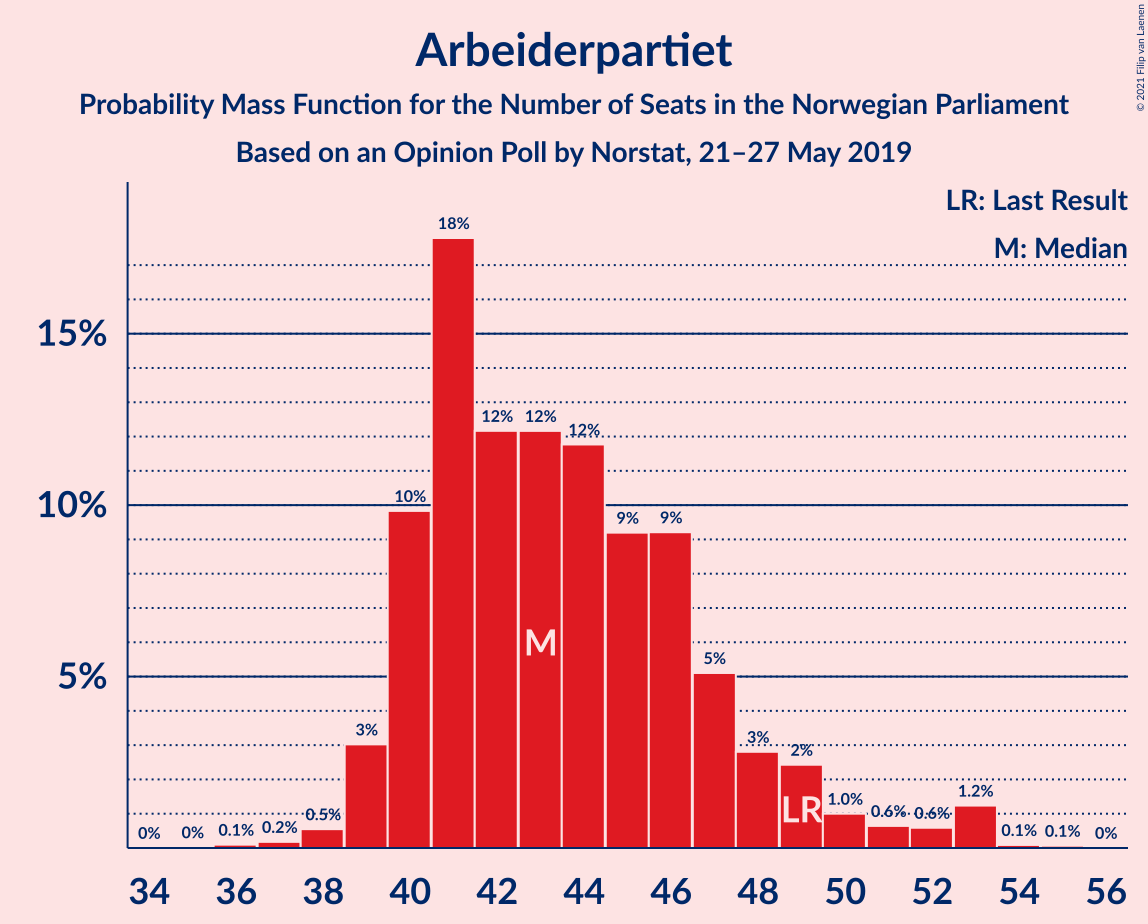 Arbeiderpartiet
Probability Mass Function for the Number of Seats in the Norwegian Parliament
Based on an Opinion Poll by Norstat, 21–27 May 2019
© 2021 Filip van Laenen
LR: Last Result
M: Median
15%
10%
5%
0% 0% 0.1% 0.2% 0.5% 3% 10% 18% 12% 12% 12% 9% 9% 5% 3% 2% 1.0% 0.6% 0.6% 1.2% 0.1% 0.1% 0%
M
LR
34 36 38 40 42 44 46 48 50 52 54 56